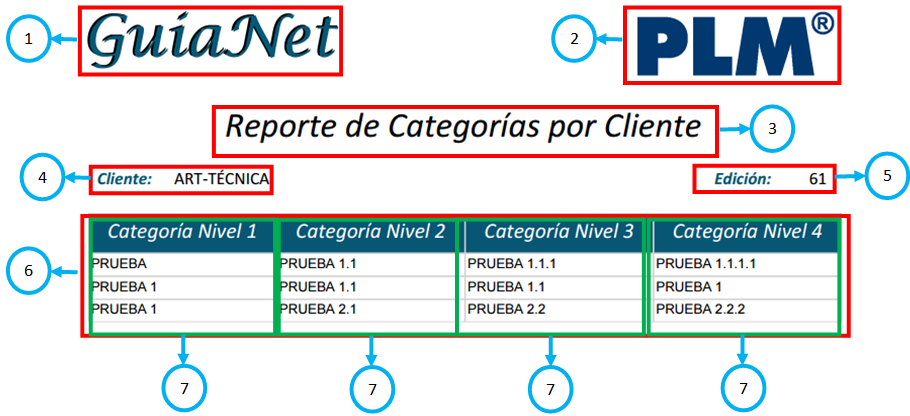 1 GuíaNet 2 PLM®
Reporte de Categorías por Cliente 3
4 Cliente: ART-TÉCNICA Edición: 61 5
Categoría Nivel 1 Categoría Nivel 2 Categoría Nivel 3 Categoría Nivel 4
6 PRUEBA PRUEBA 1.1 PRUEBA 1.1.1 PRUEBA 1.1.1.1
PRUEBA 1 PRUEBA 1.1 PRUEBA 1.1 PRUEBA 1
PRUEBA 1 PRUEBA 2.1 PRUEBA 2.2 PRUEBA 2.2.2
7 7 7 7